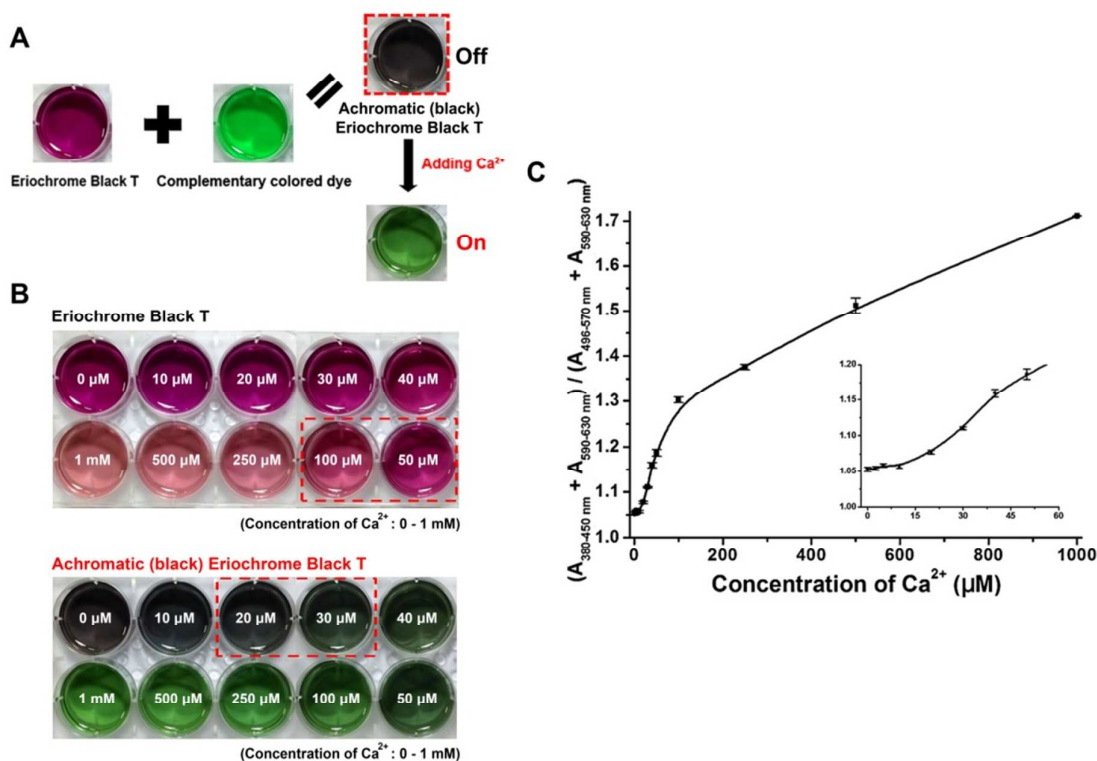 A
Off
Achromatic (black)
Eriochrome Black T
Eriochrome Black T
Complementary colored dye
Adding Ca²⁺
On
B
Eriochrome Black T
0 µM 10 µM 20 µM 30 µM 40 µM
1 mM 500 µM 250 µM 100 µM 50 µM
(Concentration of Ca²⁺ : 0 - 1 mM)
Achromatic (black) Eriochrome Black T
0 µM 10 µM 20 µM 30 µM 40 µM
1 mM 500 µM 250 µM 100 µM 50 µM
(Concentration of Ca²⁺ : 0 - 1 mM)
C
(A380-450 nm + A590-630 nm) / (A496-570 nm + A590-630 nm)
1.7
1.6
1.5
1.4
1.3
1.2
1.1
1.0
0 200 400 600 800 1000
Concentration of Ca²⁺ (µM)
1.20
1.15
1.10
1.05
1.00
0 15 30 45 60